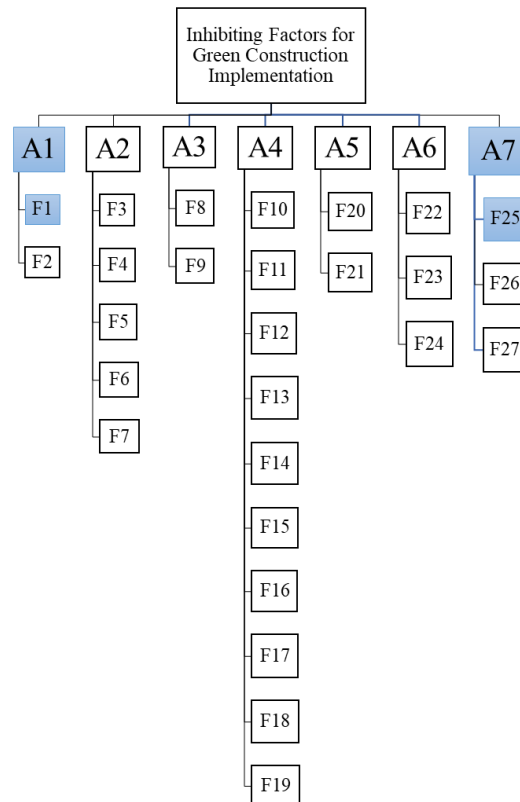 Inhibiting Factors for
Green Construction
Implementation
A1
A2
A3
A4
A5
A6
A7
F1
F2
F3
F4
F5
F6
F7
F8
F9
F10
F11
F12
F13
F14
F15
F16
F17
F18
F19
F20
F21
F22
F23
F24
F25
F26
F27